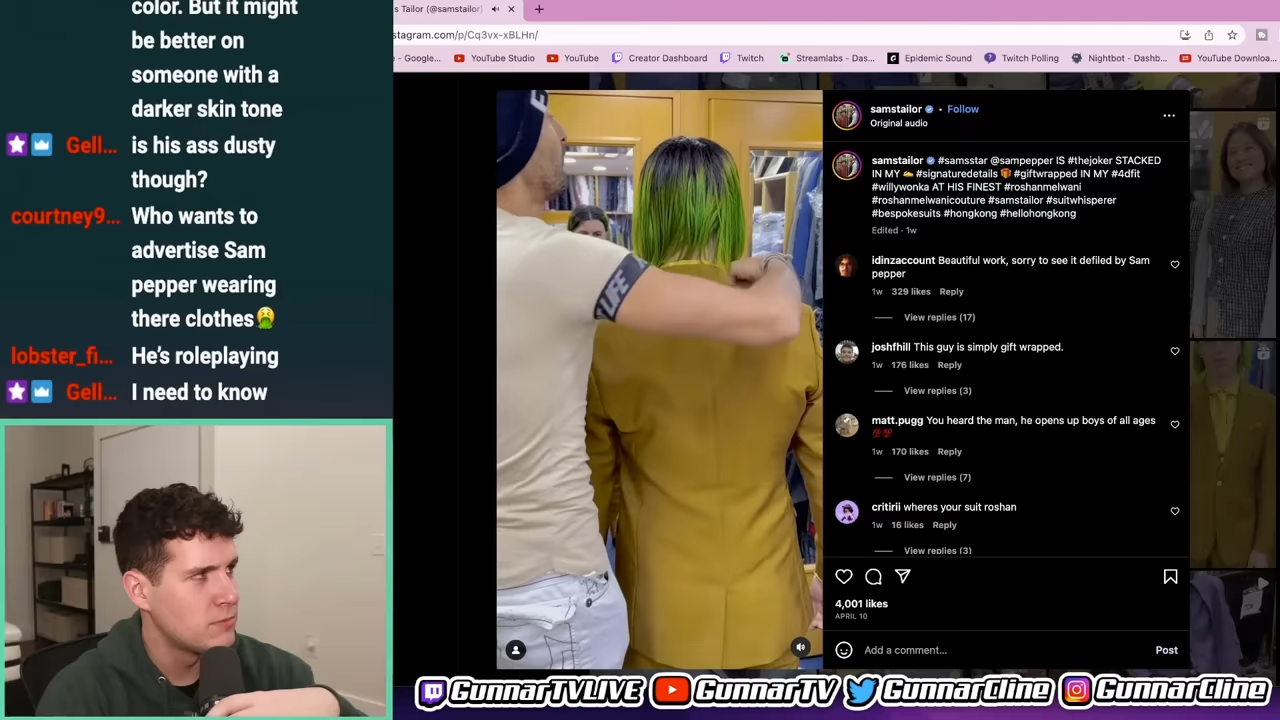 color. But it might
be better on
someone with a
darker skin tone
Gell... is his ass dusty
though?
courtney9... Who wants to
advertise Sam
pepper wearing
there clothes🤮
lobster_fi... He's roleplaying
Gell... I need to know
s Tailor (@samstailor)
stagram.com/p/Cq3vx-xBLHn/
e - Google...
YouTube Studio
YouTube
Creator Dashboard
Twitch
Streamlabs - Das...
Epidemic Sound
Twitch Polling
Nightbot - Dashb...
YouTube Downloa...
samstailor • Follow
Original audio
samstailor #samsstar @sampepper IS #thejoker STACKED
IN MY ✍️ #signaturedetails 🎁 #giftwrapped IN MY #4dfit
#willywonka AT HIS FINEST #roshanmelwani
#roshanmelwanicouture #samstailor #suitwhisperer
#bespokesuits #hongkong #hellohongkong
Edited · 1w
idinzaccount Beautiful work, sorry to see it defiled by Sam
pepper
1w 329 likes Reply
View replies (17)
joshfhill This guy is simply gift wrapped.
1w 176 likes Reply
View replies (3)
matt.pugg You heard the man, he opens up boys of all ages
💯💯
1w 170 likes Reply
View replies (7)
critirii wheres your suit roshan
1w 16 likes Reply
View replies (3)
4,001 likes
APRIL 10
Add a comment...
Post
GunnarTVLIVE
GunnarTV
GunnarCline
GunnarCline